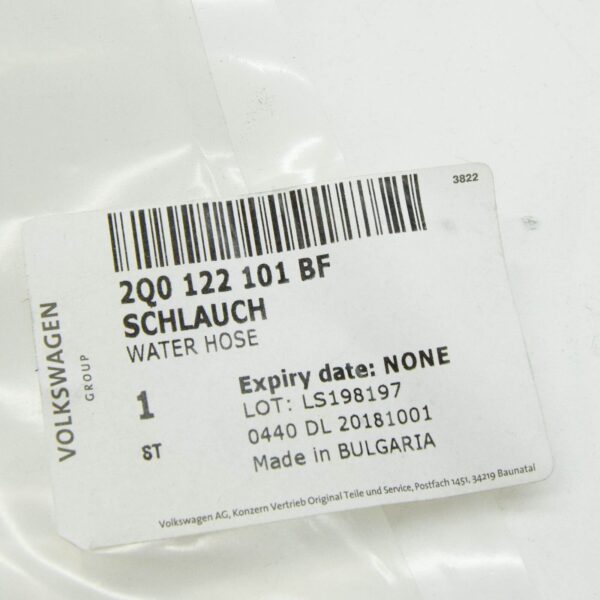 3822
2Q0 122 101 BF
SCHLAUCH
WATER HOSE
VOLKSWAGEN
GROUP
1
ST
Expiry date: NONE
LOT: LS198197
0440 DL 20181001
Made in BULGARIA
Volkswagen AG, Konzern Vertrieb Original Teile und Service, Postfach 1451, 34219 Baunatal